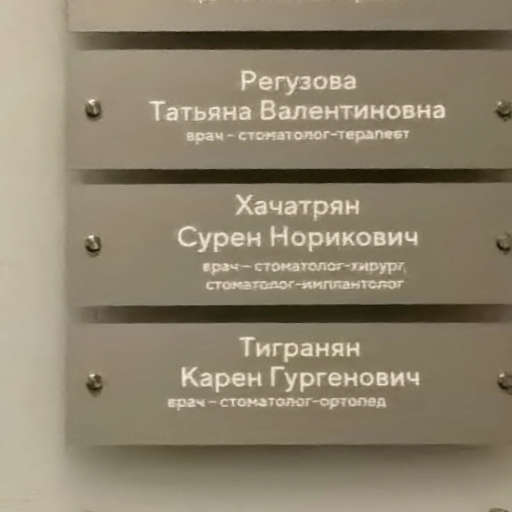 Регузова
Татьяна Валентиновна
врач - стоматолог-терапевт
Хачатрян
Сурен Норикович
врач - стоматолог-хирург,
стоматолог-имплантолог
Тигранян
Карен Гургенович
врач - стоматолог-ортопед